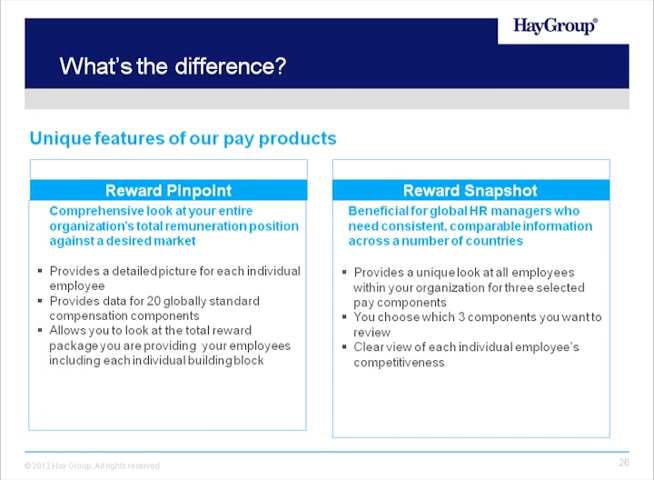 HayGroup®
What's the difference?
Unique features of our pay products
Reward Pinpoint
Comprehensive look at your entire
organization's total remuneration position
against a desired market
▪ Provides a detailed picture for each individual
employee
▪ Provides data for 20 globally standard
compensation components
▪ Allows you to look at the total reward
package you are providing your employees
including each individual building block
Reward Snapshot
Beneficial for global HR managers who
need consistent, comparable information
across a number of countries
▪ Provides a unique look at all employees
within your organization for three selected
pay components
▪ You choose which 3 components you want to
review
▪ Clear view of each individual employee's
competitiveness
© 2012 Hay Group. All rights reserved
26